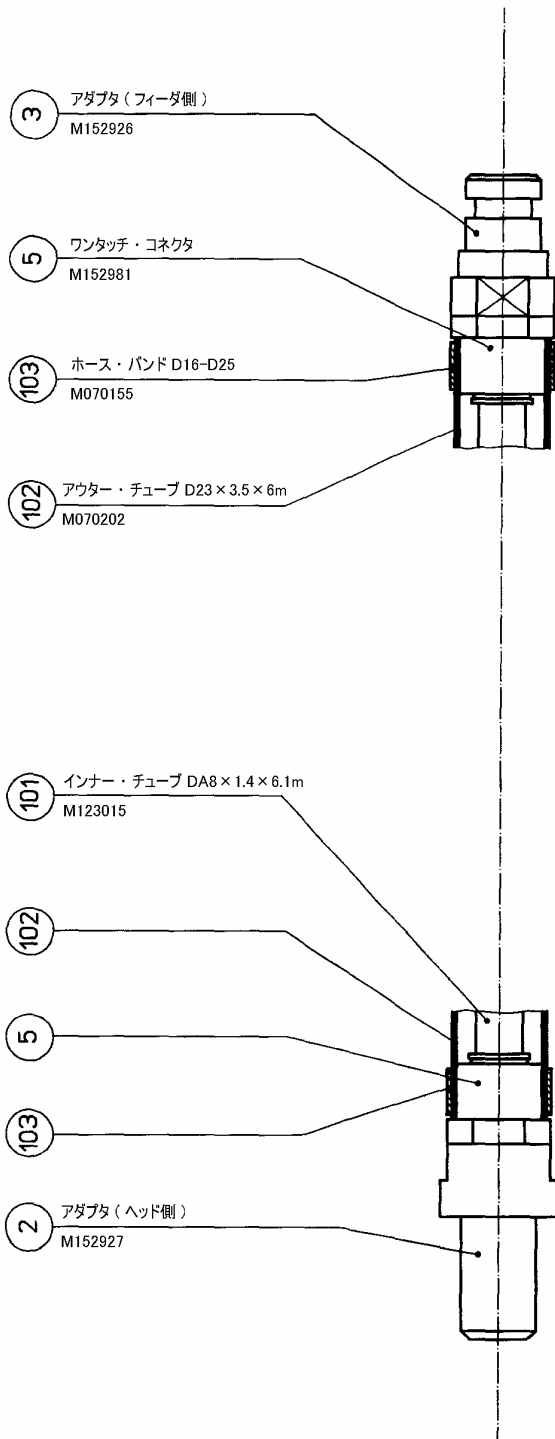 3
アダプタ ( フィーダ側 )
M152926
5
ワンタッチ・コネクタ
M152981
103
ホース・バンド D16-D25
M070155
102
アウター・チューブ D23×3.5×6m
M070202
101
インナー・チューブ DA8×1.4×6.1m
M123015
102
5
103
2
アダプタ ( ヘッド側 )
M152927